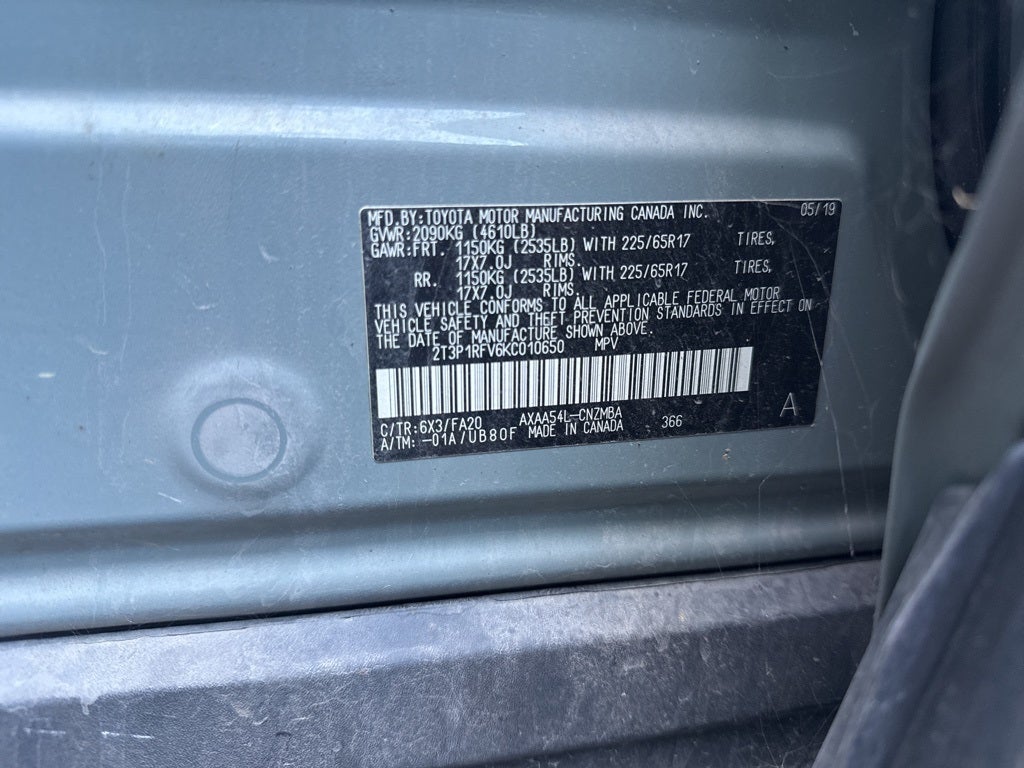 MFD.BY:TOYOTA MOTOR MANUFACTURING CANADA INC. 05/19
GVWR:2090KG (4610LB)
GAWR:FRT. 1150KG (2535LB) WITH 225/65R17 TIRES,
17X7.0J RIMS.
RR. 1150KG (2535LB) WITH 225/65R17 TIRES,
17X7.0J RIMS.
THIS VEHICLE CONFORMS TO ALL APPLICABLE FEDERAL MOTOR
VEHICLE SAFETY AND THEFT PREVENTION STANDARDS IN EFFECT ON
THE DATE OF MANUFACTURE SHOWN ABOVE.
2T3P1RFV6KC010650 MPV
C/TR:6X3/FA20 AXAA54L-CNZMBA 366 A
A/TM:-01A/UB80F MADE IN CANADA